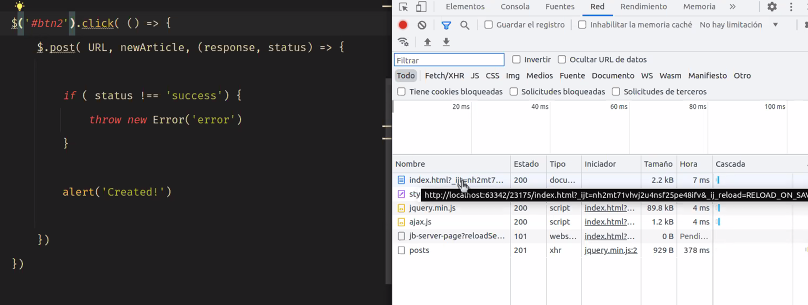 $('#btn2').click( () => {
$.post( URL, newArticle, (response, status) => {
if ( status !== 'success') {
throw new Error('error')
}
alert('Created!')
})
})
Elementos Consola Fuentes Red Rendimiento Memoria »
Guardar el registro Inhabilitar la memoria caché No hay limitación
Filtrar Invertir Ocultar URL de datos
Todo Fetch/XHR JS CSS Img Medios Fuente Documento WS Wasm Manifiesto Otro
Tiene cookies bloqueadas Solicitudes bloqueadas Solicitudes de terceros
20 ms 40 ms 60 ms 80 ms 100 ms
Nombre Estado Tipo Iniciador Tamaño Hora Cascada
index.html?_ijt=nh2mt7... 200 docu... 2.2 kB 7 ms
sty
http://localhost:63342/23175/index.html?_ijt=nh2mt71vhvj2u4nsf25pe48ifv&_ij_reload=RELOAD_ON_SAV
jquery.min.js 200 script index.html?... 89.8 kB 4 ms
ajax.js 200 script index.html?... 1.2 kB 4 ms
jb-server-page?reloadSe... 101 webs... index.html?... 0 B Pendi...
posts 201 xhr jquery.min.js:2 929 B 378 ms